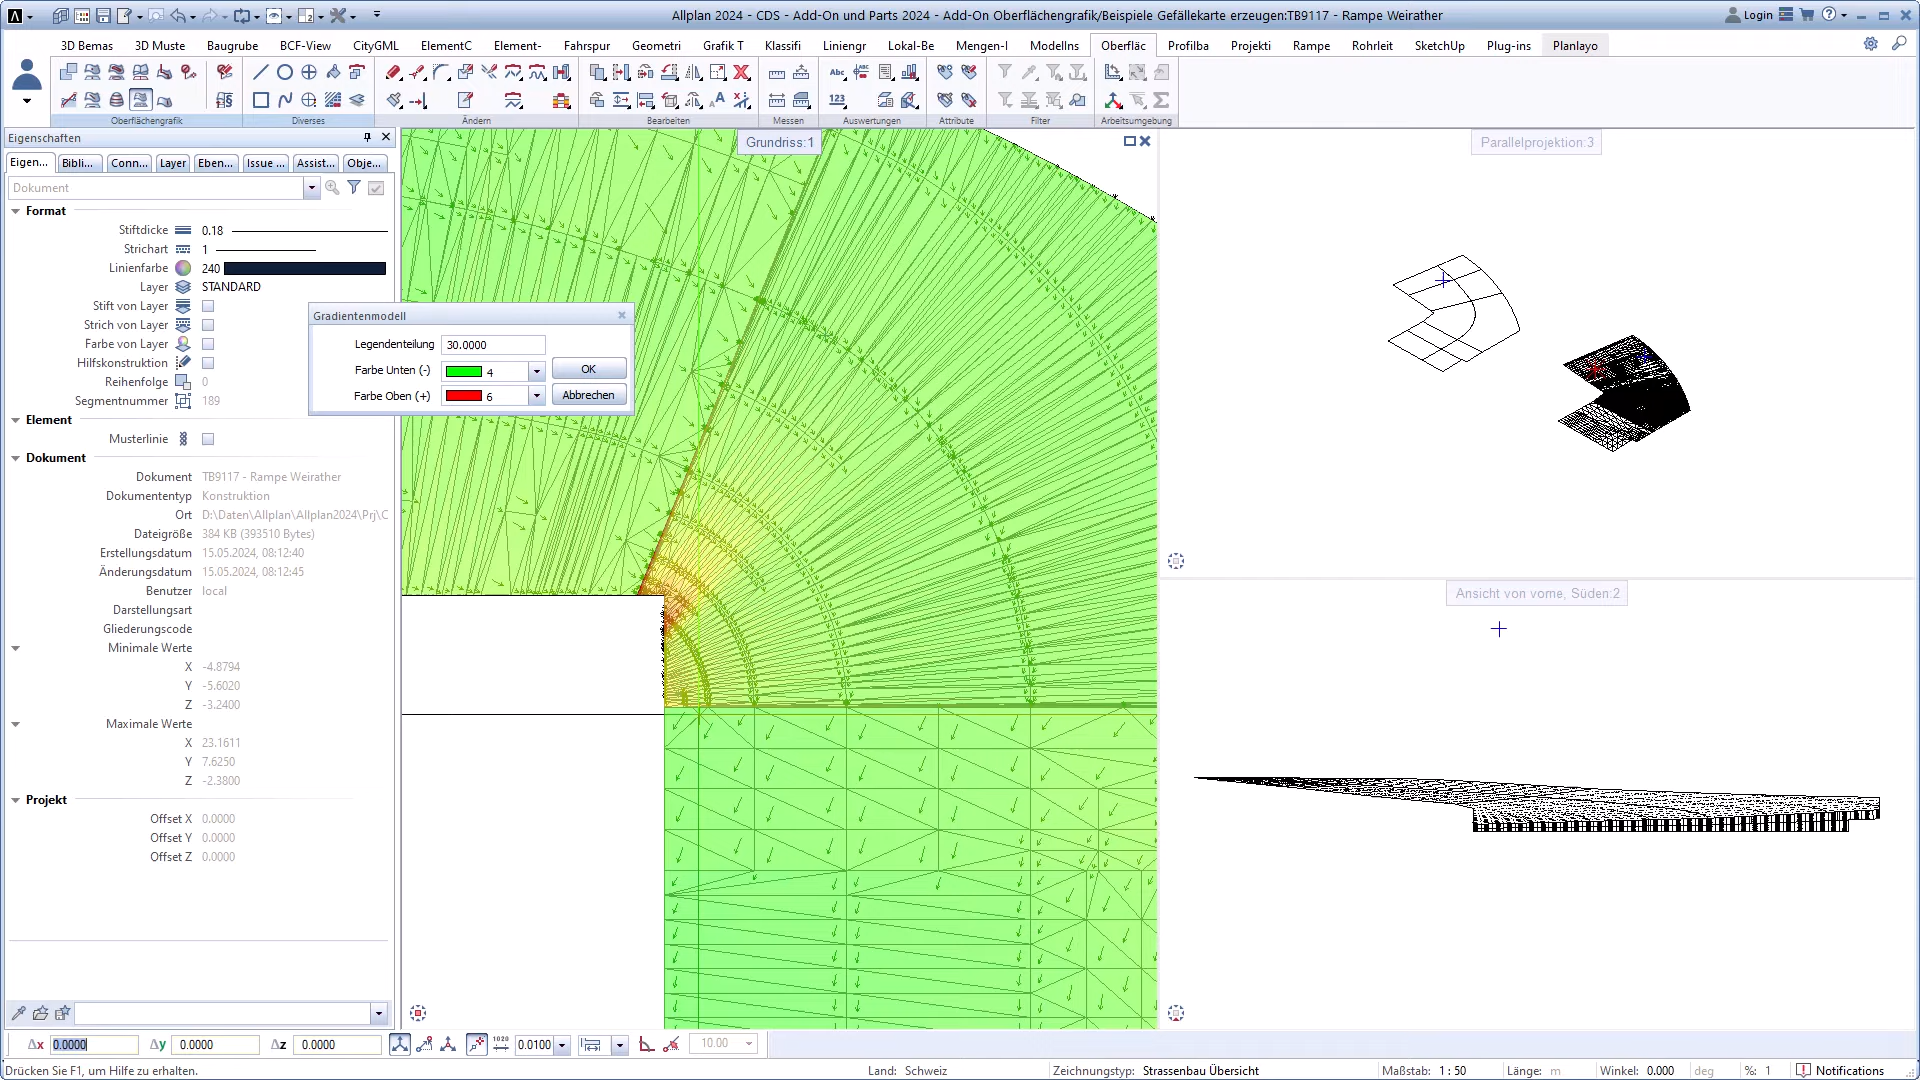 Allplan 2024 - CDS - Add-On und Parts 2024 - Add-On Oberflächengrafik/Beispiele Gefällekarte erzeugen:TB9117 - Rampe Weirather
Login
3D Bemas 3D Muste Baugrube BCF-View CityGML ElementC Element- Fahrspur Geometri Grafik T Klassifi Liniengr Lokal-Be Mengen-l Modellns Oberfläc Profilba Projekti Rampe Rohrleit SketchUp Plug-ins Planlayo
Oberflächengrafik Diverses Ändern Bearbeiten Messen Auswertungen Attribute Filter Arbeitsumgebung
Abc
123
Eigenschaften
Eigen... Bibli... Conn... Layer Eben... Issue ... Assist... Obje...
Dokument
Format
Stiftdicke 0.18
Strichart 1
Linienfarbe 240
Layer STANDARD
Stift von Layer
Strich von Layer
Farbe von Layer
Hilfskonstruktion
Reihenfolge 0
Segmentnummer 189
Element
Musterlinie
Dokument
Dokument TB9117 - Rampe Weirather
Dokumententyp Konstruktion
Ort D:\Daten\Allplan\Allplan2024\Prj\C
Dateigröße 384 KB (393510 Bytes)
Erstellungsdatum 15.05.2024, 08:12:40
Änderungsdatum 15.05.2024, 08:12:45
Benutzer local
Darstellungsart
Gliederungscode
Minimale Werte
X -4.8794
Y -5.6020
Z -3.2400
Maximale Werte
X 23.1611
Y 7.6250
Z -2.3800
Projekt
Offset X 0.0000
Offset Y 0.0000
Offset Z 0.0000
Gradientenmodell
Legendenteilung 30.0000
Farbe Unten (-) 4 OK
Farbe Oben (+) 6 Abbrechen
Grundriss:1
Parallelprojektion:3
Ansicht von vorne, Süden:2
Δx 0.0000 Δy 0.0000 Δz 0.0000 1020 0.0100 10.00
Drücken Sie F1, um Hilfe zu erhalten. Land: Schweiz Zeichnungstyp: Strassenbau Übersicht Maßstab: 1 : 50 Länge: m Winkel: 0.000 deg %: 1 Notifications